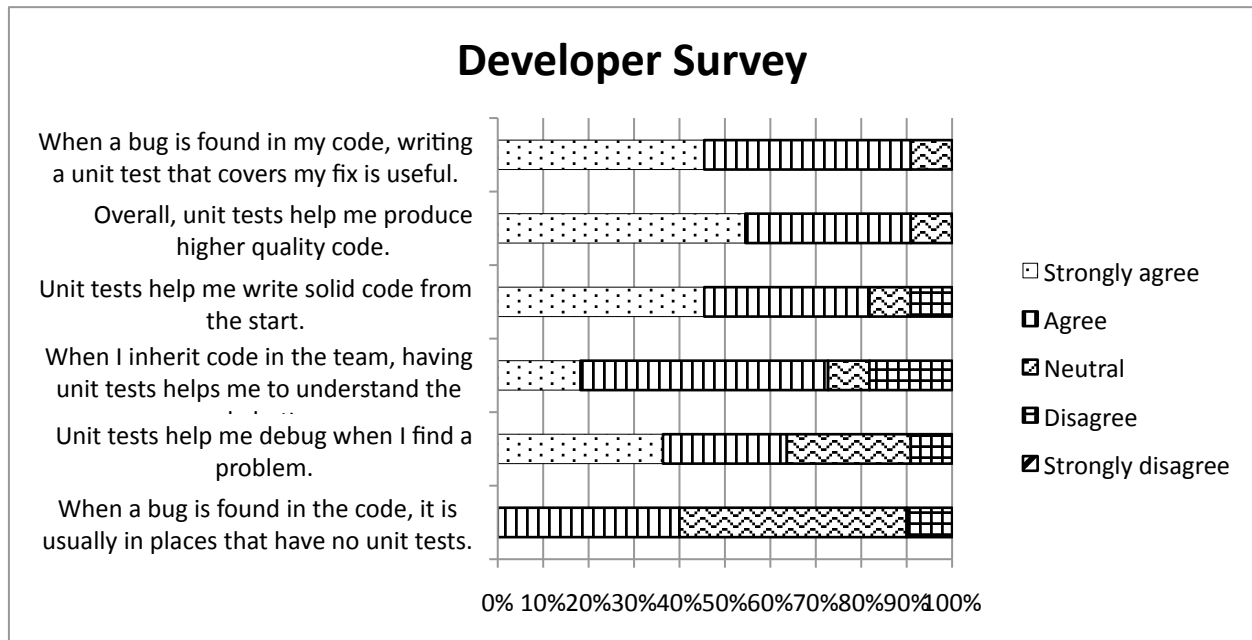 Developer Survey
When a bug is found in my code, writing
a unit test that covers my fix is useful.
Overall, unit tests help me produce
higher quality code.
Unit tests help me write solid code from
the start.
When I inherit code in the team, having
unit tests helps me to understand the
Unit tests help me debug when I find a
problem.
When a bug is found in the code, it is
usually in places that have no unit tests.
Strongly agree
Agree
Neutral
Disagree
Strongly disagree
0% 10% 20% 30% 40% 50% 60% 70% 80% 90% 100%